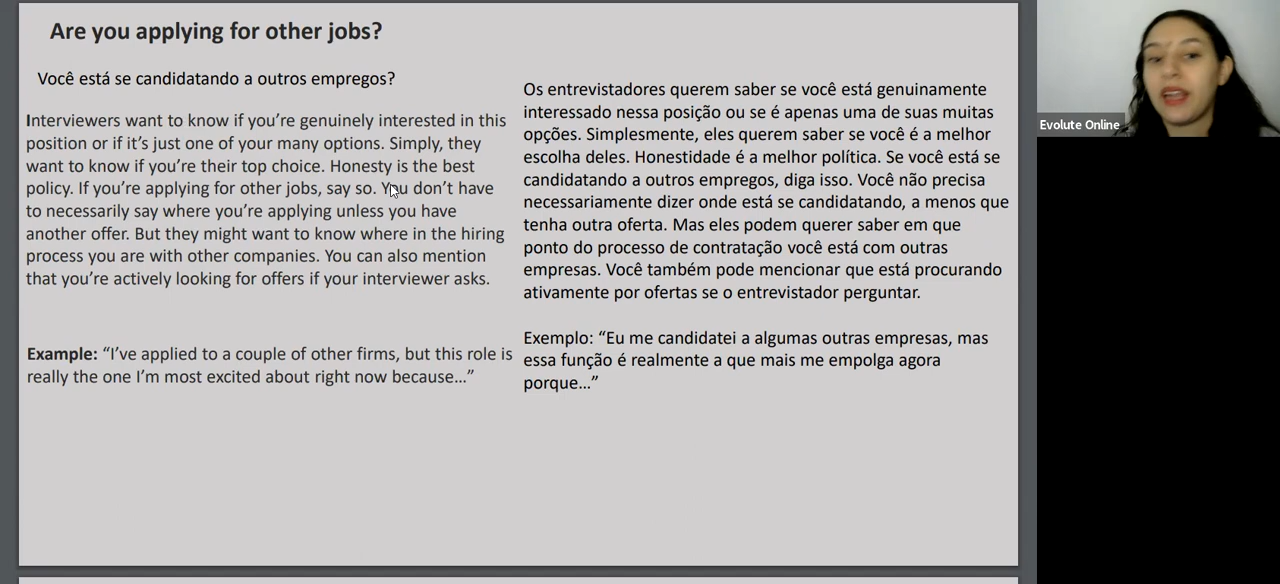 Are you applying for other jobs?
Você está se candidatando a outros empregos?
Interviewers want to know if you’re genuinely interested in this
position or if it’s just one of your many options. Simply, they
want to know if you’re their top choice. Honesty is the best
policy. If you’re applying for other jobs, say so. You don’t have
to necessarily say where you’re applying unless you have
another offer. But they might want to know where in the hiring
process you are with other companies. You can also mention
that you’re actively looking for offers if your interviewer asks.
Example: “I’ve applied to a couple of other firms, but this role is
really the one I’m most excited about right now because…”
Os entrevistadores querem saber se você está genuinamente
interessado nessa posição ou se é apenas uma de suas muitas
opções. Simplesmente, eles querem saber se você é a melhor
escolha deles. Honestidade é a melhor política. Se você está se
candidatando a outros empregos, diga isso. Você não precisa
necessariamente dizer onde está se candidatando, a menos que
tenha outra oferta. Mas eles podem querer saber em que
ponto do processo de contratação você está com outras
empresas. Você também pode mencionar que está procurando
ativamente por ofertas se o entrevistador perguntar.
Exemplo: “Eu me candidatei a algumas outras empresas, mas
essa função é realmente a que mais me empolga agora
porque…”
Evolute Online